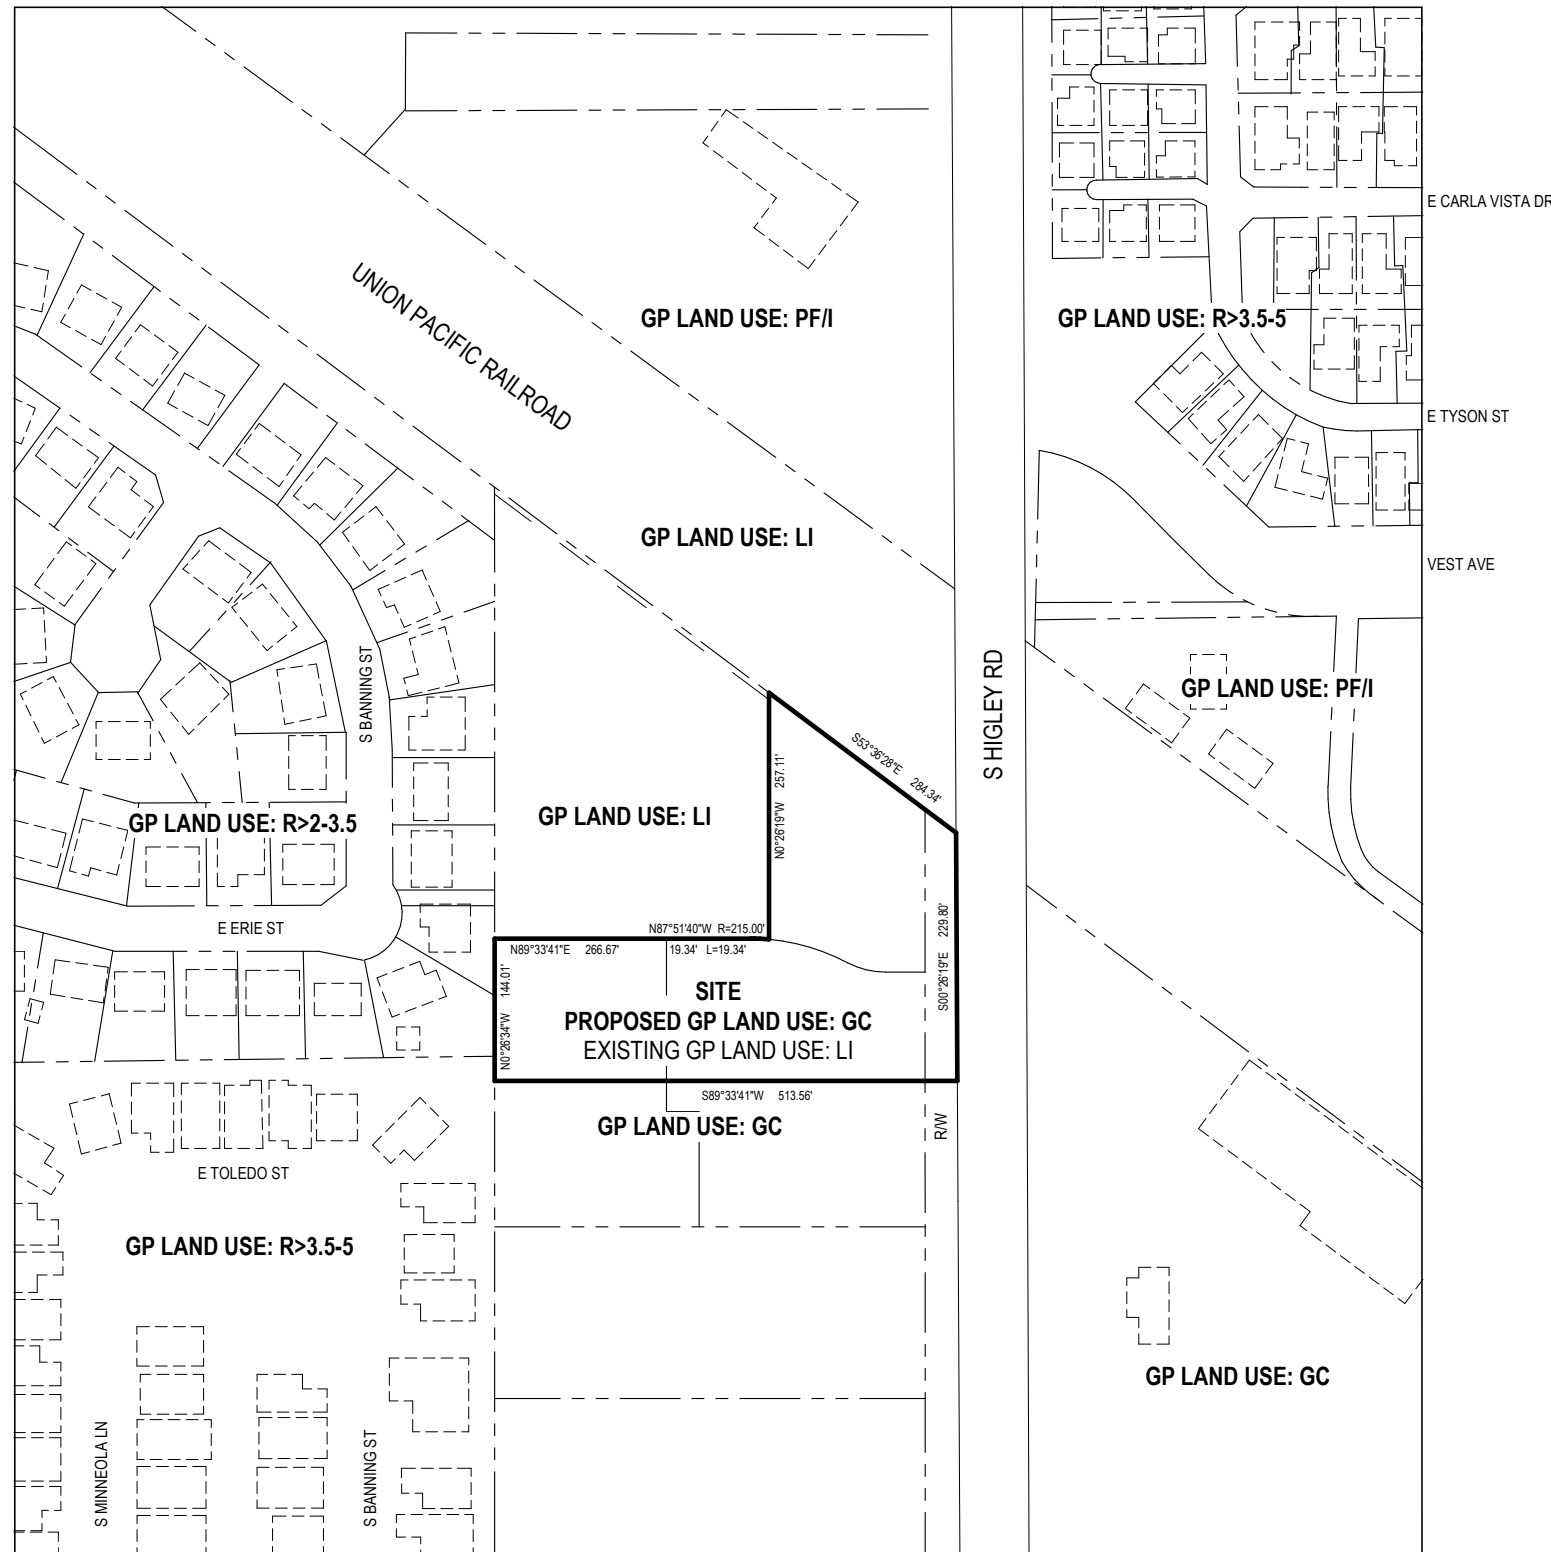 E CARLA VISTA DR
UNION PACIFIC RAILROAD
GP LAND USE: PF/I
GP LAND USE: R>3.5-5
E TYSON ST
GP LAND USE: LI
VEST AVE
S BANNING ST
S HIGLEY RD
GP LAND USE: PF/I
S53°36'28"E 284.34'
N0°26'19"W 257.11'
GP LAND USE: LI
GP LAND USE: R>2-3.5
E ERIE ST
N87°51'40"W R=215.00'
N89°33'41"E 266.67'
19.34' L=19.34'
S00°26'19"E 229.80'
N0°26'34"W 144.01'
SITE
PROPOSED GP LAND USE: GC
EXISTING GP LAND USE: LI
S89°33'41"W 513.56'
GP LAND USE: GC
R/W
E TOLEDO ST
GP LAND USE: R>3.5-5
GP LAND USE: GC
S MINNEOLA LN
S BANNING ST